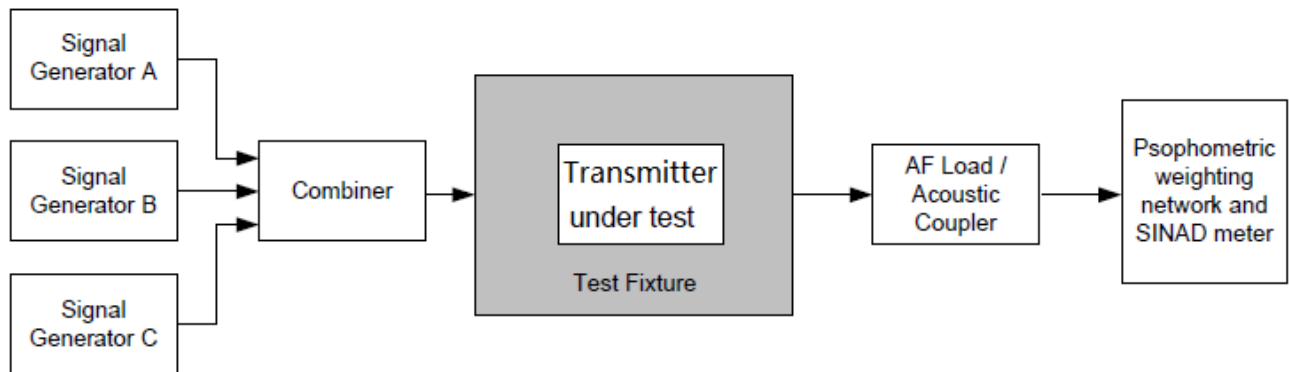 Signal
Generator A
Signal
Generator B
Signal
Generator C
Combiner
Transmitter
under test
Test Fixture
AF Load /
Acoustic
Coupler
Psophometric
weighting
network and
SINAD meter